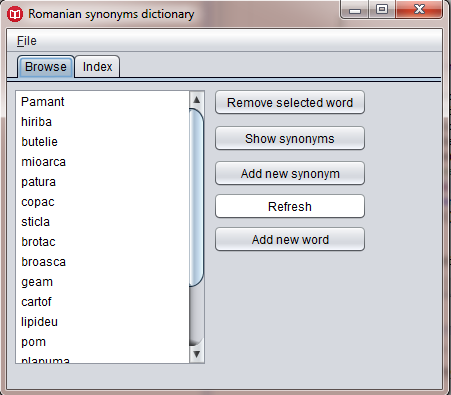 Romanian synonyms dictionary
File
Browse Index
Pamant
hiriba
butelie
mioarca
patura
copac
sticla
brotac
broasca
geam
cartof
lipideu
pom
planuma
Remove selected word
Show synonyms
Add new synonym
Refresh
Add new word